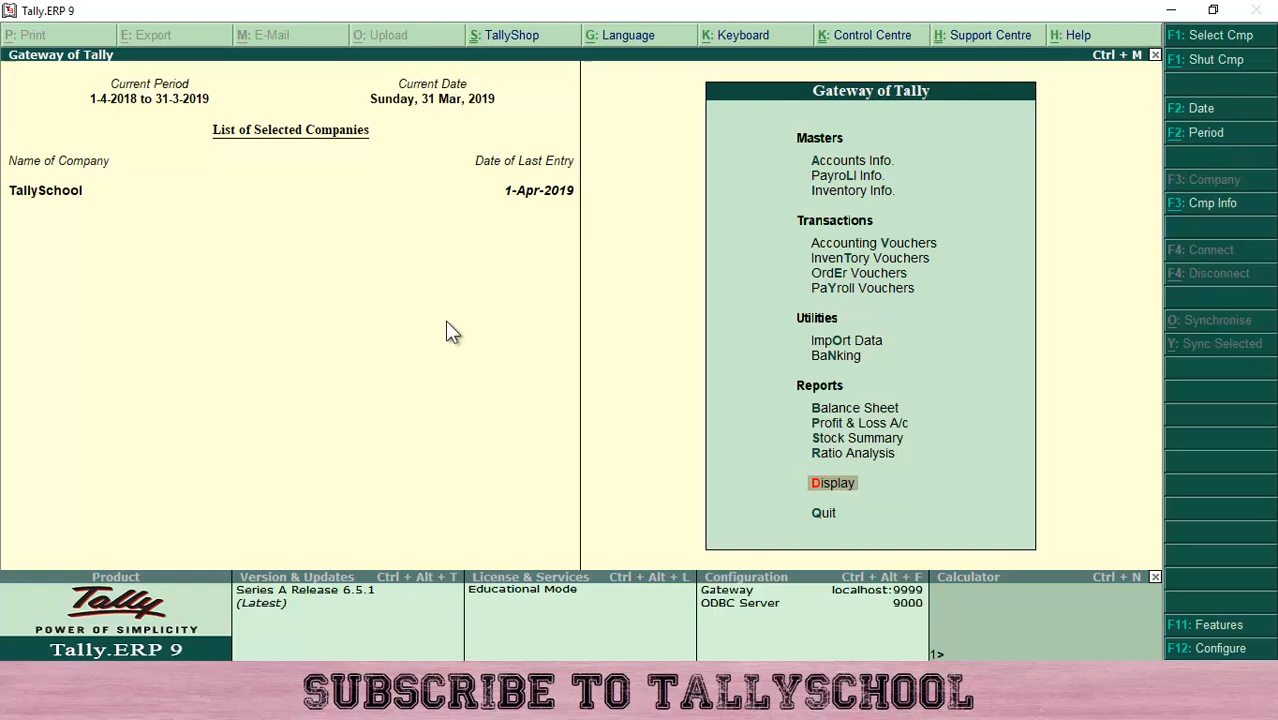 Tally.ERP 9
P: Print
E: Export
M: E-Mail
O: Upload
S: TallyShop
G: Language
K: Keyboard
K: Control Centre
H: Support Centre
H: Help
F1: Select Cmp
F1: Shut Cmp
F2: Date
F2: Period
F3: Company
F3: Cmp Info
F4: Connect
F4: Disconnect
O: Synchronise
Y: Sync Selected
F11: Features
F12: Configure
Gateway of Tally
Ctrl + M
Current Period
1-4-2018 to 31-3-2019
Current Date
Sunday, 31 Mar, 2019
List of Selected Companies
Name of Company
Date of Last Entry
TallySchool
1-Apr-2019
Gateway of Tally
Masters
Accounts Info.
PayroLl Info.
Inventory Info.
Transactions
Accounting Vouchers
InvenTory Vouchers
OrdEr Vouchers
PaYroll Vouchers
Utilities
ImpOrt Data
BaNking
Reports
Balance Sheet
Profit & Loss A/c
Stock Summary
Ratio Analysis
Display
Quit
Product
Tally
POWER OF SIMPLICITY
Tally.ERP 9
Version & Updates
Ctrl + Alt + T
Series A Release 6.5.1
(Latest)
License & Services
Ctrl + Alt + L
Educational Mode
Configuration
Ctrl + Alt + F
Gateway
localhost:9999
ODBC Server
9000
Calculator
Ctrl + N
1>
SUBSCRIBE TO TALLYSCHOOL